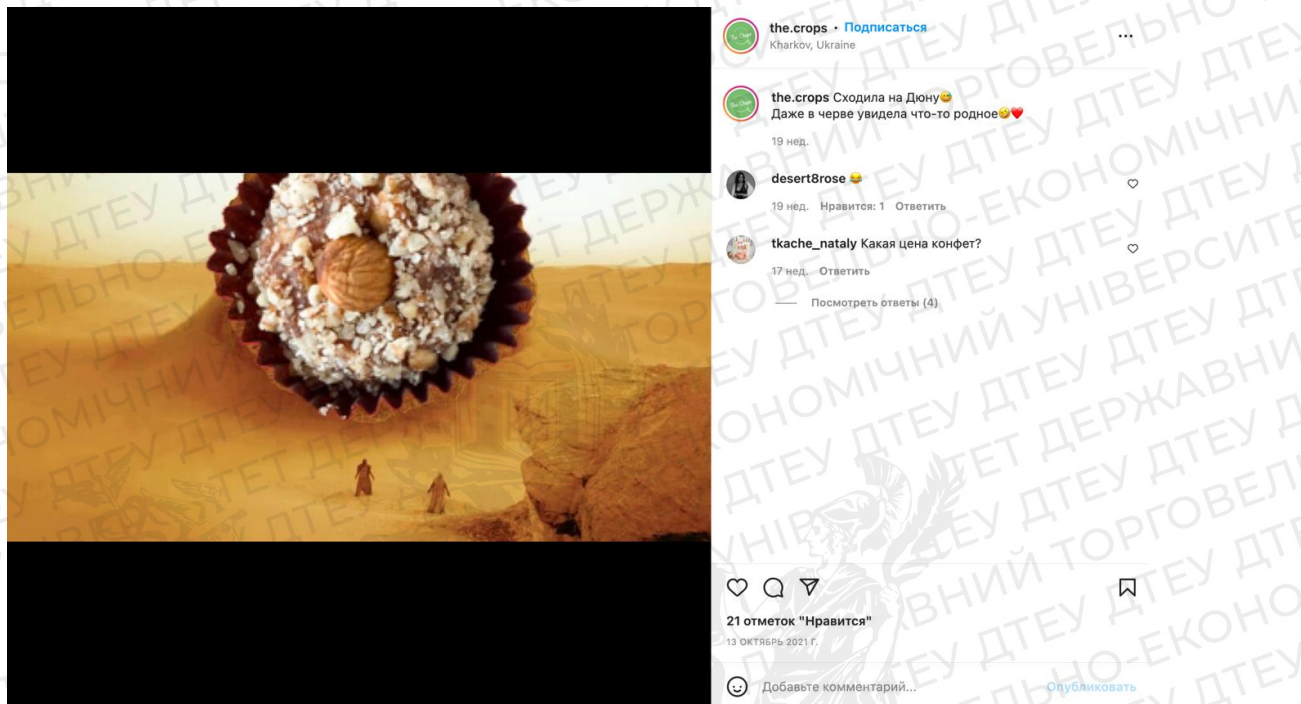 the.crops • Подписаться
Kharkov, Ukraine
the.crops Сходила на Дюну😅
Даже в черве увидела что-то родное🤣❤️
19 нед.
desert8rose 😂
19 нед. Нравится: 1 Ответить
tkache_nataly Какая цена конфет?
17 нед. Ответить
Посмотреть ответы (4)
21 отметок "Нравится"
13 ОКТЯБРЬ 2021 Г.
Добавьте комментарий... Опубликовать